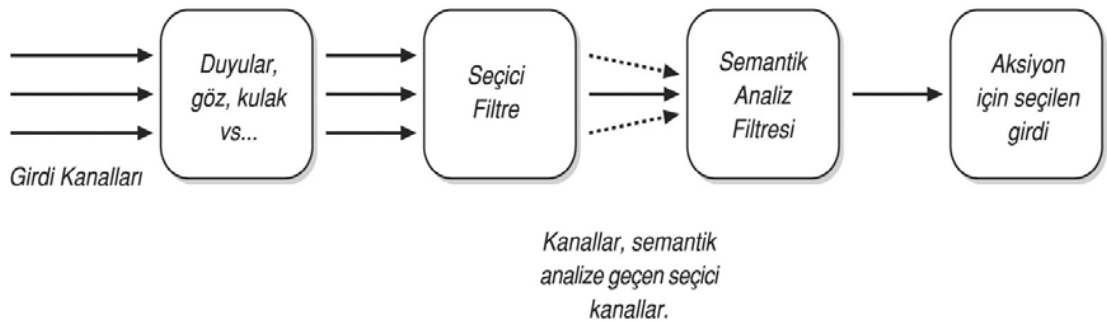 Duyular,
göz, kulak
vs...
Seçici
Filtre
Semantik
Analiz
Filtresi
Aksiyon
için seçilen
girdi
Girdi Kanalları
Kanallar, semantik
analize geçen seçici
kanallar.